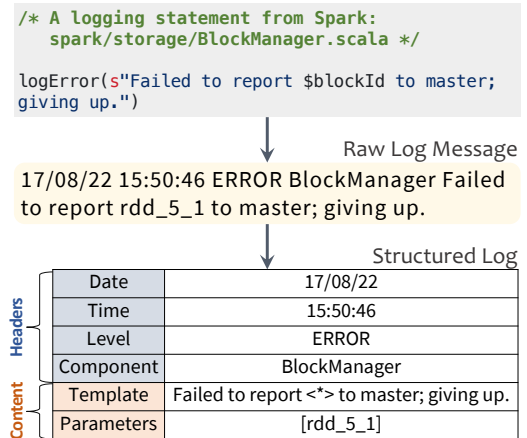 /* A logging statement from Spark:
spark/storage/BlockManager.scala */
logError(s"Failed to report $blockId to master;
giving up.")
Raw Log Message
17/08/22 15:50:46 ERROR BlockManager Failed
to report rdd_5_1 to master; giving up.
Structured Log
Headers
Date 17/08/22
Time 15:50:46
Level ERROR
Component BlockManager
Content
Template Failed to report <*> to master; giving up.
Parameters [rdd_5_1]